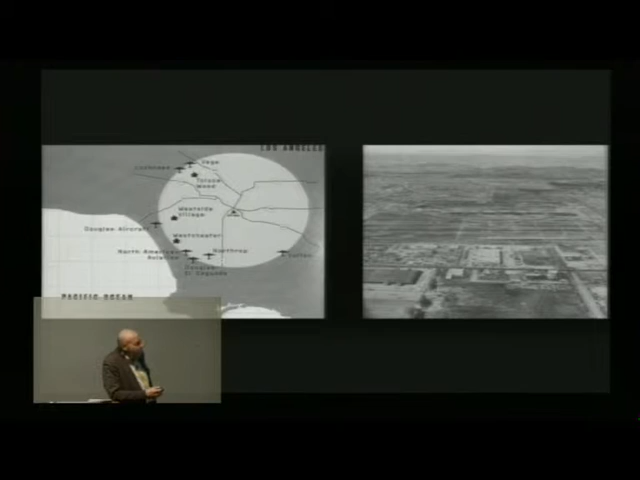 LOS ANGELES
Vega
Lockheed
Toluca
Wood
Westside
Village
Douglas Aircraft
Westchester
North American
Aviation
Northrop
Vultee
Douglas
El Segundo
PACIFIC OCEAN